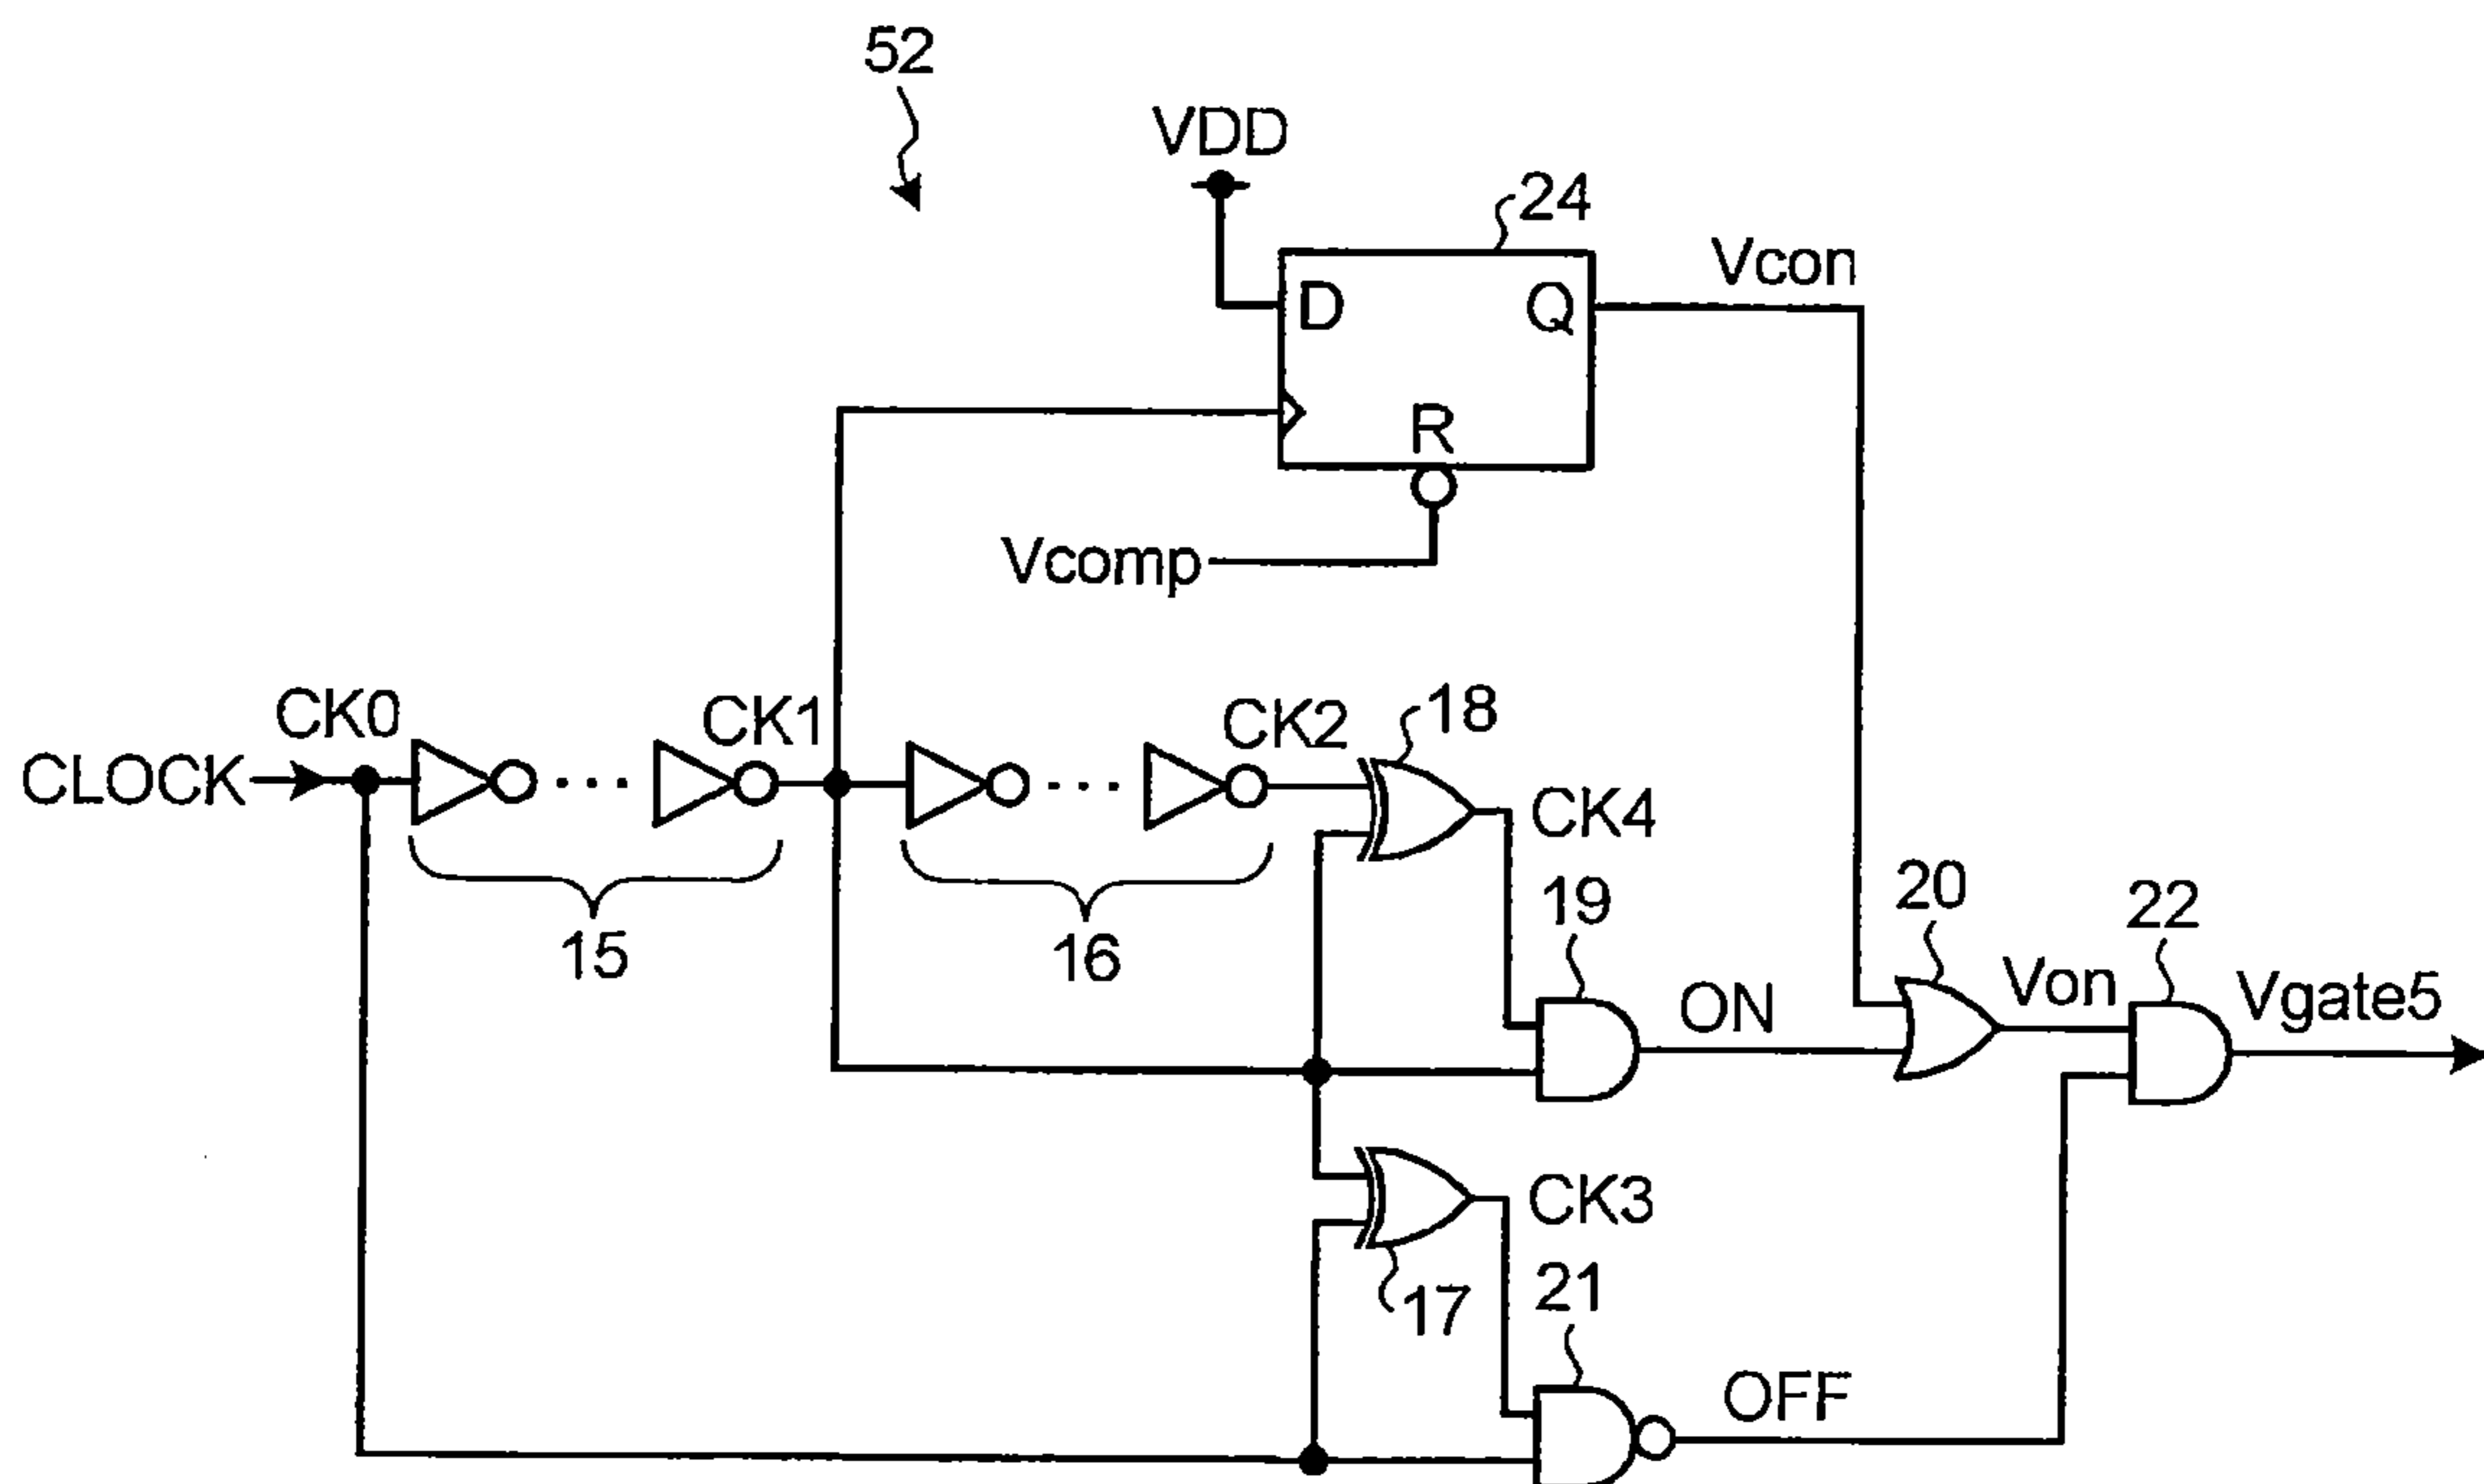 52
VDD
24
Vcon
D
Q
R
Vcomp
CK0
CK1
CK2
18
CLOCK
CK4
19
20
22
15
16
ON
Von
Vgate5
CK3
17
21
OFF